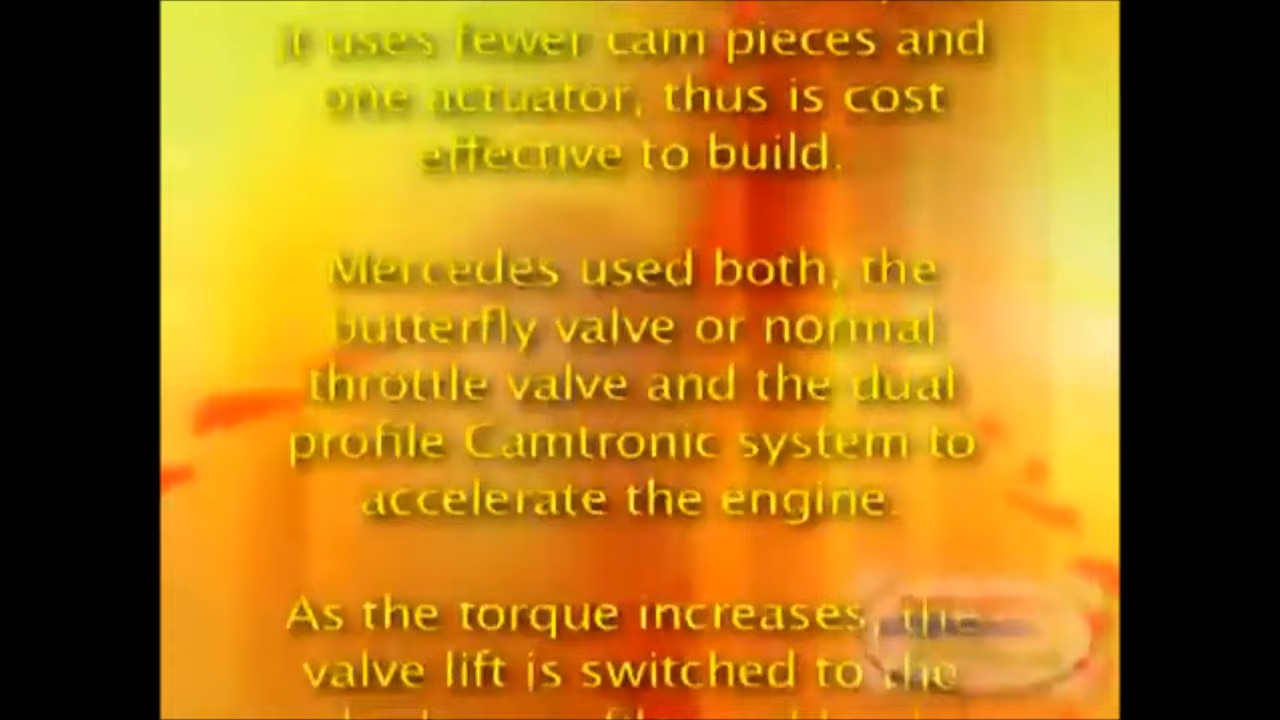 it uses fewer cam pieces and
one actuator, thus is cost
effective to build.
Mercedes used both, the
butterfly valve or normal
throttle valve and the dual
profile Camtronic system to
accelerate the engine.
As the torque increases, the
valve lift is switched to the